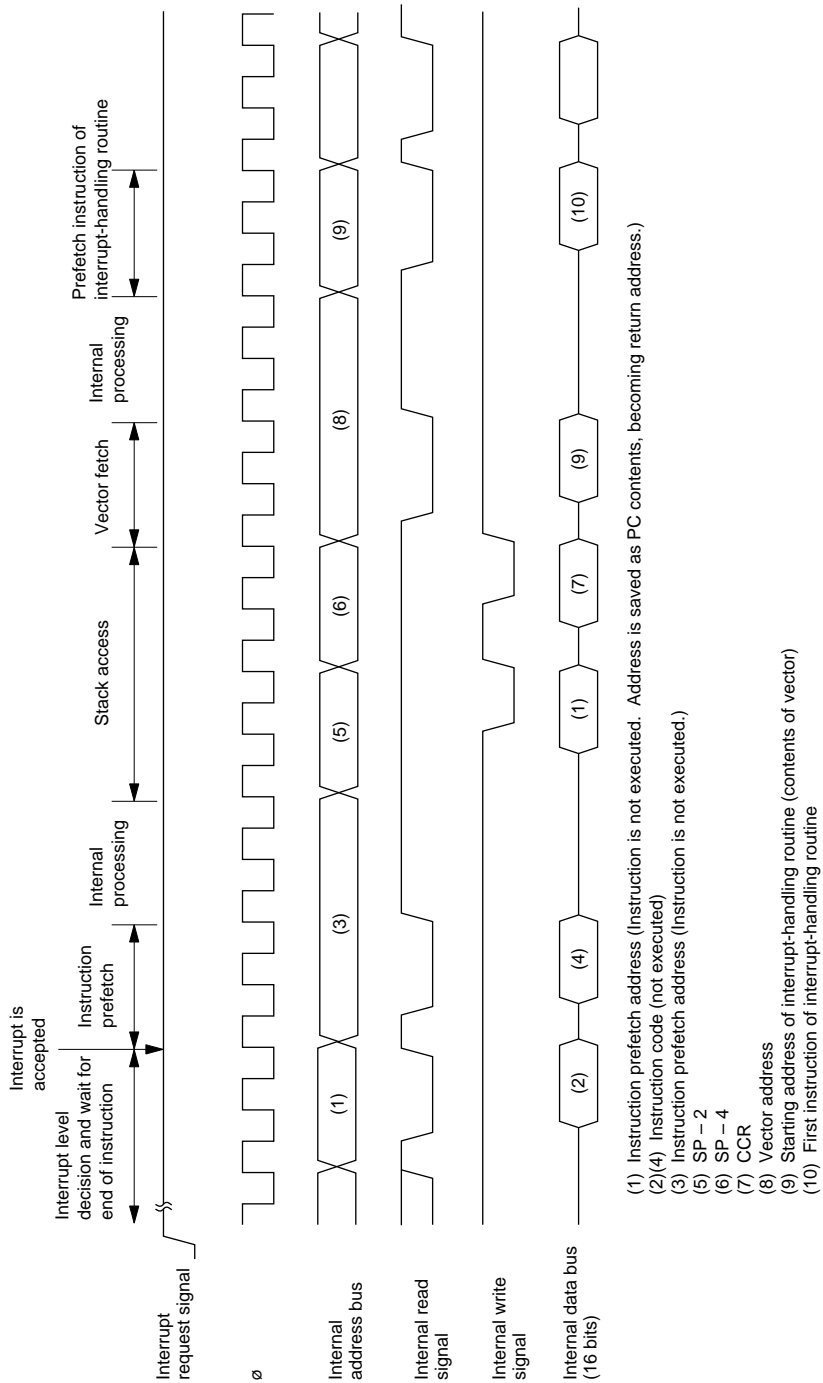 Interrupt is
accepted
Interrupt level
decision and wait for
end of instruction
Instruction
prefetch
Internal
processing
Stack access
Vector fetch
Internal
processing
Prefetch instruction of
interrupt-handling routine
Interrupt
request signal
ø
Internal
address bus
(1)
(3)
(5)
(6)
(8)
(9)
Internal read
signal
Internal write
signal
Internal data bus
(16 bits)
(2)
(4)
(1)
(7)
(9)
(10)
(1) Instruction prefetch address (Instruction is not executed. Address is saved as PC contents, becoming return address.)
(2)(4) Instruction code (not executed)
(3) Instruction prefetch address (Instruction is not executed.)
(5) SP – 2
(6) SP – 4
(7) CCR
(8) Vector address
(9) Starting address of interrupt-handling routine (contents of vector)
(10) First instruction of interrupt-handling routine